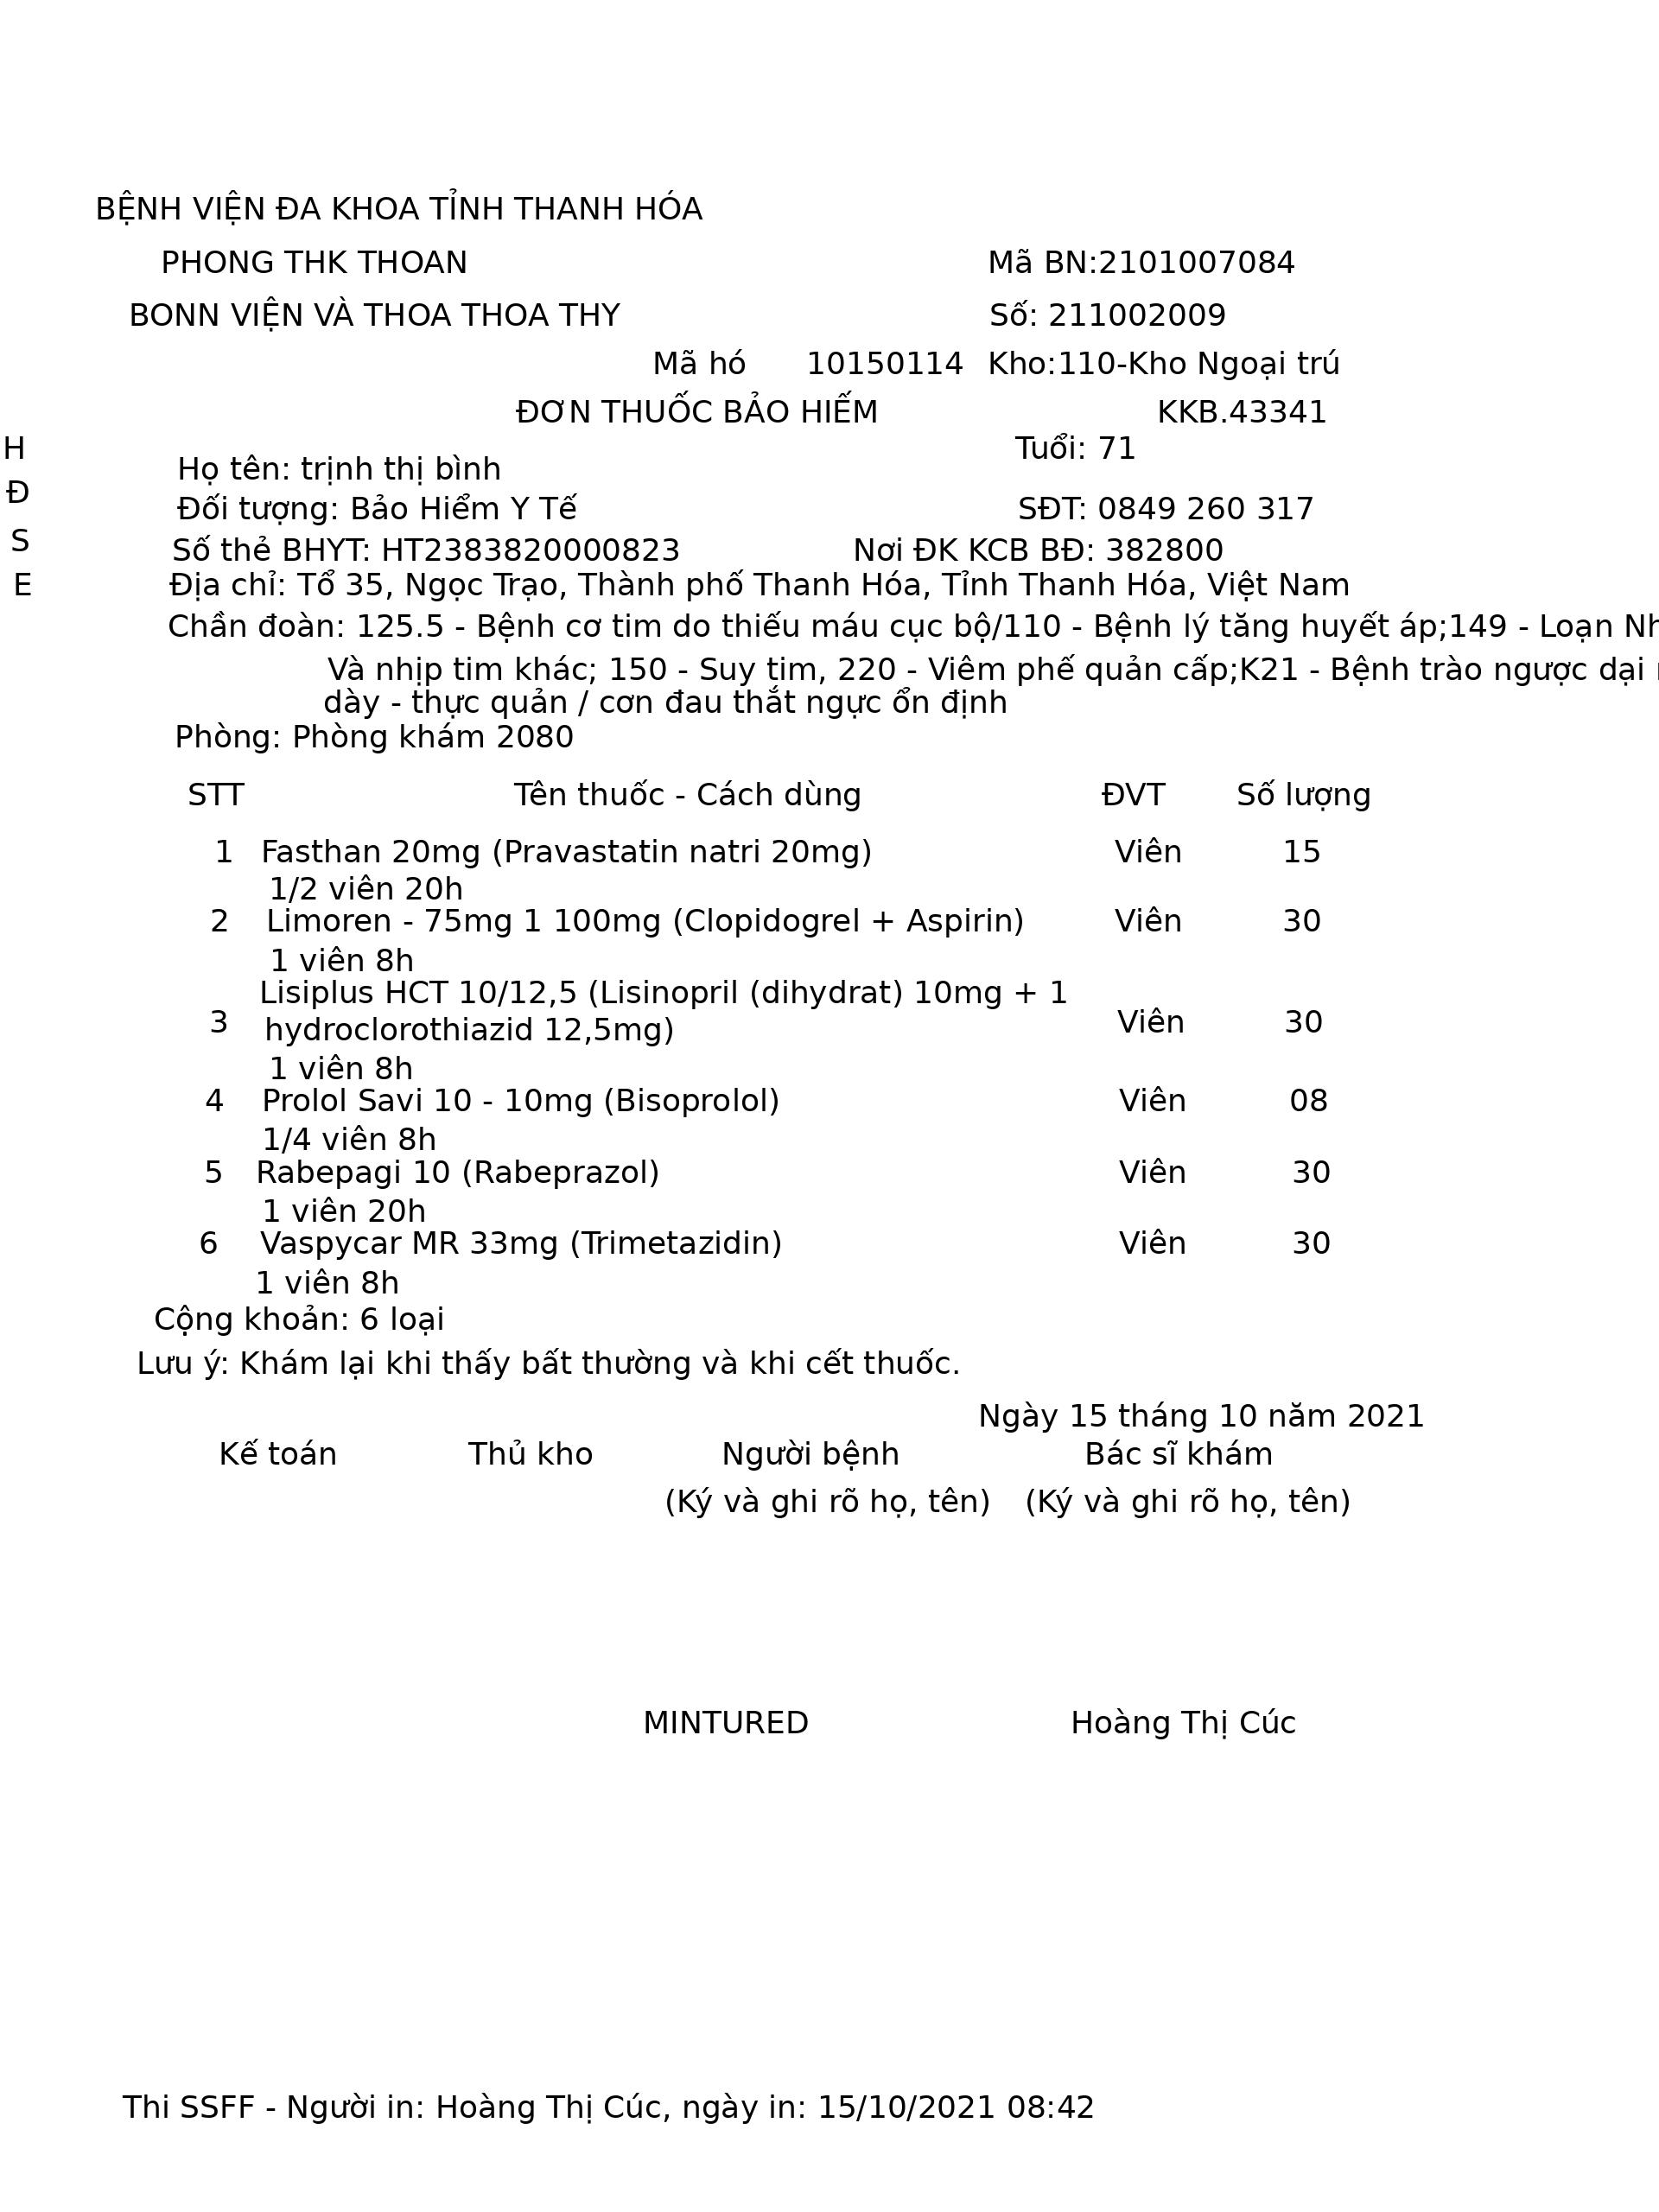 BỆNH VIỆN ĐA KHOA TỈNH THANH HÓA
PHONG THK THOAN Mã BN:2101007084
BONN VIỆN VÀ THOA THOA THY Số: 211002009
Mã hó 10150114 Kho:110-Kho Ngoại trú
ĐƠN THUỐC BẢO HIẾM KKB.43341
H Tuổi: 71
Họ tên: trịnh thị bình
Đ
Đối tượng: Bảo Hiểm Y Tế SĐT: 0849 260 317
S
Số thẻ BHYT: HT2383820000823 Nơi ĐK KCB BĐ: 382800
E Địa chỉ: Tổ 35, Ngọc Trạo, Thành phố Thanh Hóa, Tỉnh Thanh Hóa, Việt Nam
Chần đoàn: 125.5 - Bệnh cơ tim do thiếu máu cục bộ/110 - Bệnh lý tăng huyết áp;149 - Loạn
Và nhịp tim khác; 150 - Suy tim, 220 - Viêm phế quản cấp;K21 - Bệnh trào ngược dại
dày - thực quản / cơn đau thắt ngực ổn định
Phòng: Phòng khám 2080
STT Tên thuốc - Cách dùng ĐVT Số lượng
1 Fasthan 20mg (Pravastatin natri 20mg) Viên 15
1/2 viên 20h
2 Limoren - 75mg 1 100mg (Clopidogrel + Aspirin) Viên 30
1 viên 8h
Lisiplus HCT 10/12,5 (Lisinopril (dihydrat) 10mg + 1
3 hydroclorothiazid 12,5mg) Viên 30
1 viên 8h
4 Prolol Savi 10 - 10mg (Bisoprolol) Viên 08
1/4 viên 8h
5 Rabepagi 10 (Rabeprazol) Viên 30
1 viên 20h
6 Vaspycar MR 33mg (Trimetazidin) Viên 30
1 viên 8h
Cộng khoản: 6 loại
Lưu ý: Khám lại khi thấy bất thường và khi cết thuốc.
Ngày 15 tháng 10 năm 2021
Kế toán Thủ kho Người bệnh Bác sĩ khám
(Ký và ghi rõ họ, tên) (Ký và ghi rõ họ, tên)
MINTURED Hoàng Thị Cúc
Thi SSFF - Người in: Hoàng Thị Cúc, ngày in: 15/10/2021 08:42